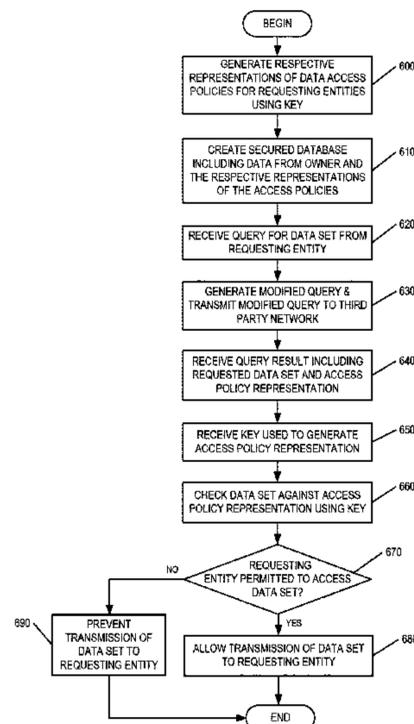 BEGIN
GENERATE RESPECTIVE
REPRESENTATIONS OF DATA ACCESS
POLICIES FOR REQUESTING ENTITIES
USING KEY
600
CREATE SECURED DATABASE
INCLUDING DATA FROM OWNER AND
THE RESPECTIVE REPRESENTATIONS
OF THE ACCESS POLICIES
610
RECEIVE QUERY FOR DATA SET FROM
REQUESTING ENTITY
620
GENERATE MODIFIED QUERY &
TRANSMIT MODIFIED QUERY TO THIRD
PARTY NETWORK
630
RECEIVE QUERY RESULT INCLUDING
REQUESTED DATA SET AND ACCESS
POLICY REPRESENTATION
640
RECEIVE KEY USED TO GENERATE
ACCESS POLICY REPRESENTATION
650
CHECK DATA SET AGAINST ACCESS
POLICY REPRESENTATION USING KEY
660
REQUESTING
ENTITY PERMITTED TO ACCESS
DATA SET?
670
NO
YES
690
PREVENT
TRANSMISSION OF
DATA SET TO
REQUESTING ENTITY
ALLOW TRANSMISSION OF DATA SET
TO REQUESTING ENTITY
680
END